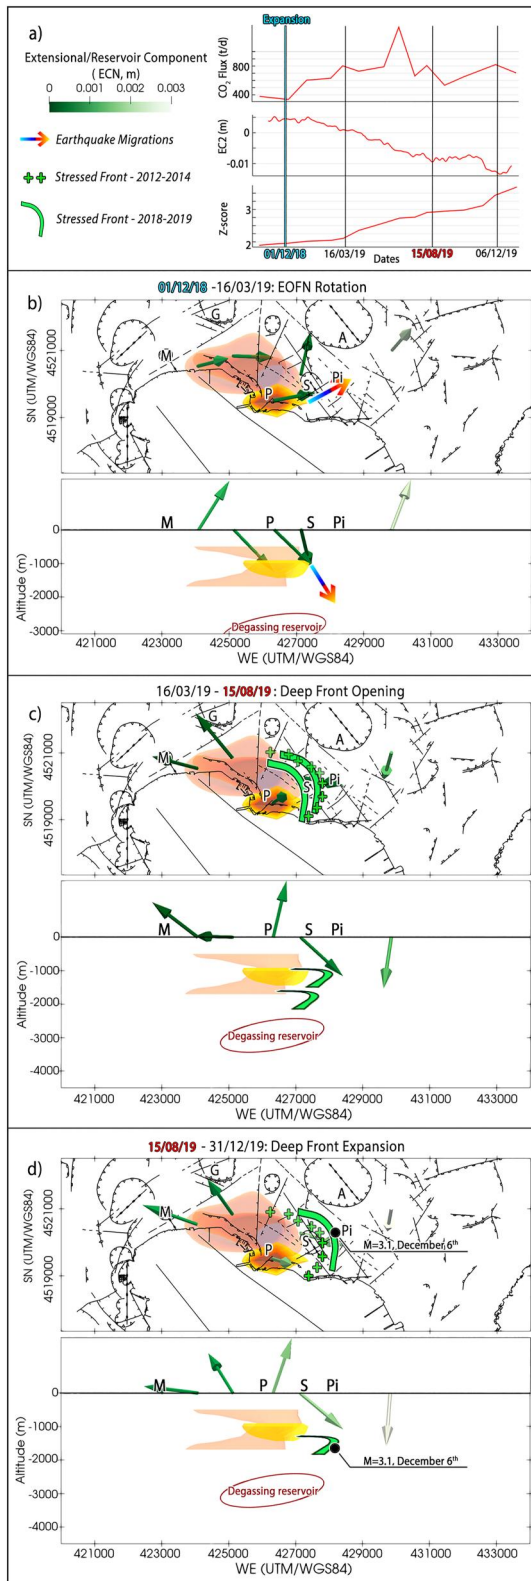 a)
Expansion
Extensional/Reservoir Component
( ECN, m)
0 0.001 0.002 0.003
Earthquake Migrations
Stressed Front - 2012-2014
Stressed Front - 2018-2019
CO2 Flux (t/d)
800
400
EC2 (m)
0
-0.01
Z-score
3
2
01/12/18 16/03/19 15/08/19 06/12/19
Dates
b)
01/12/18 -16/03/19: EOFN Rotation
SN (UTM/WGS84)
4521000
4519000
G
M
A
Pi
S
P
Altitude (m)
0
-1000
-2000
-3000
M P S Pi
Degassing reservoir
421000 423000 425000 427000 429000 431000 433000
WE (UTM/WGS84)
c)
16/03/19 - 15/08/19 : Deep Front Opening
SN (UTM/WGS84)
4521000
4519000
G
M
A
Pi
S
P
Altitude (m)
0
-1000
-2000
-3000
-4000
M P S Pi
Degassing reservoir
421000 423000 425000 427000 429000 431000 433000
WE (UTM/WGS84)
d)
15/08/19 - 31/12/19: Deep Front Expansion
SN (UTM/WGS84)
4521000
4519000
G
M
A
Pi
S
P
M=3.1, December 6th
Altitude (m)
0
-1000
-2000
-3000
-4000
M P S Pi
M=3.1, December 6th
Degassing reservoir
421000 423000 425000 427000 429000 431000 433000
WE (UTM/WGS84)